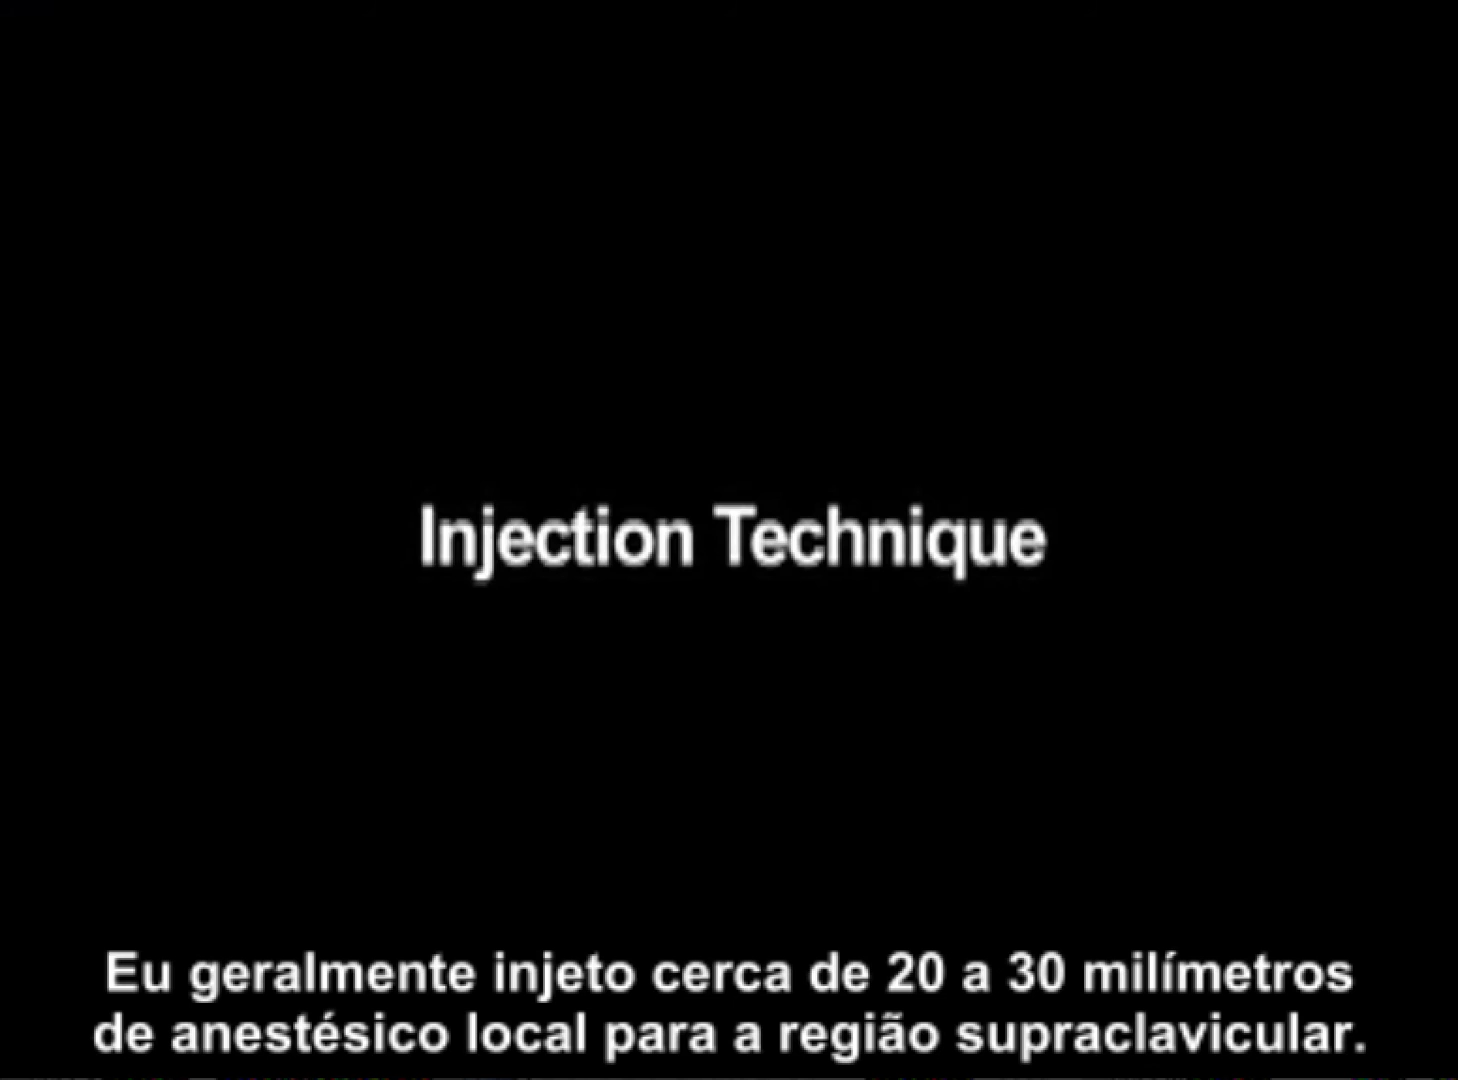 Injection Technique
Eu geralmente injeto cerca de 20 a 30 milímetros
de anestésico local para a região supraclavicular.